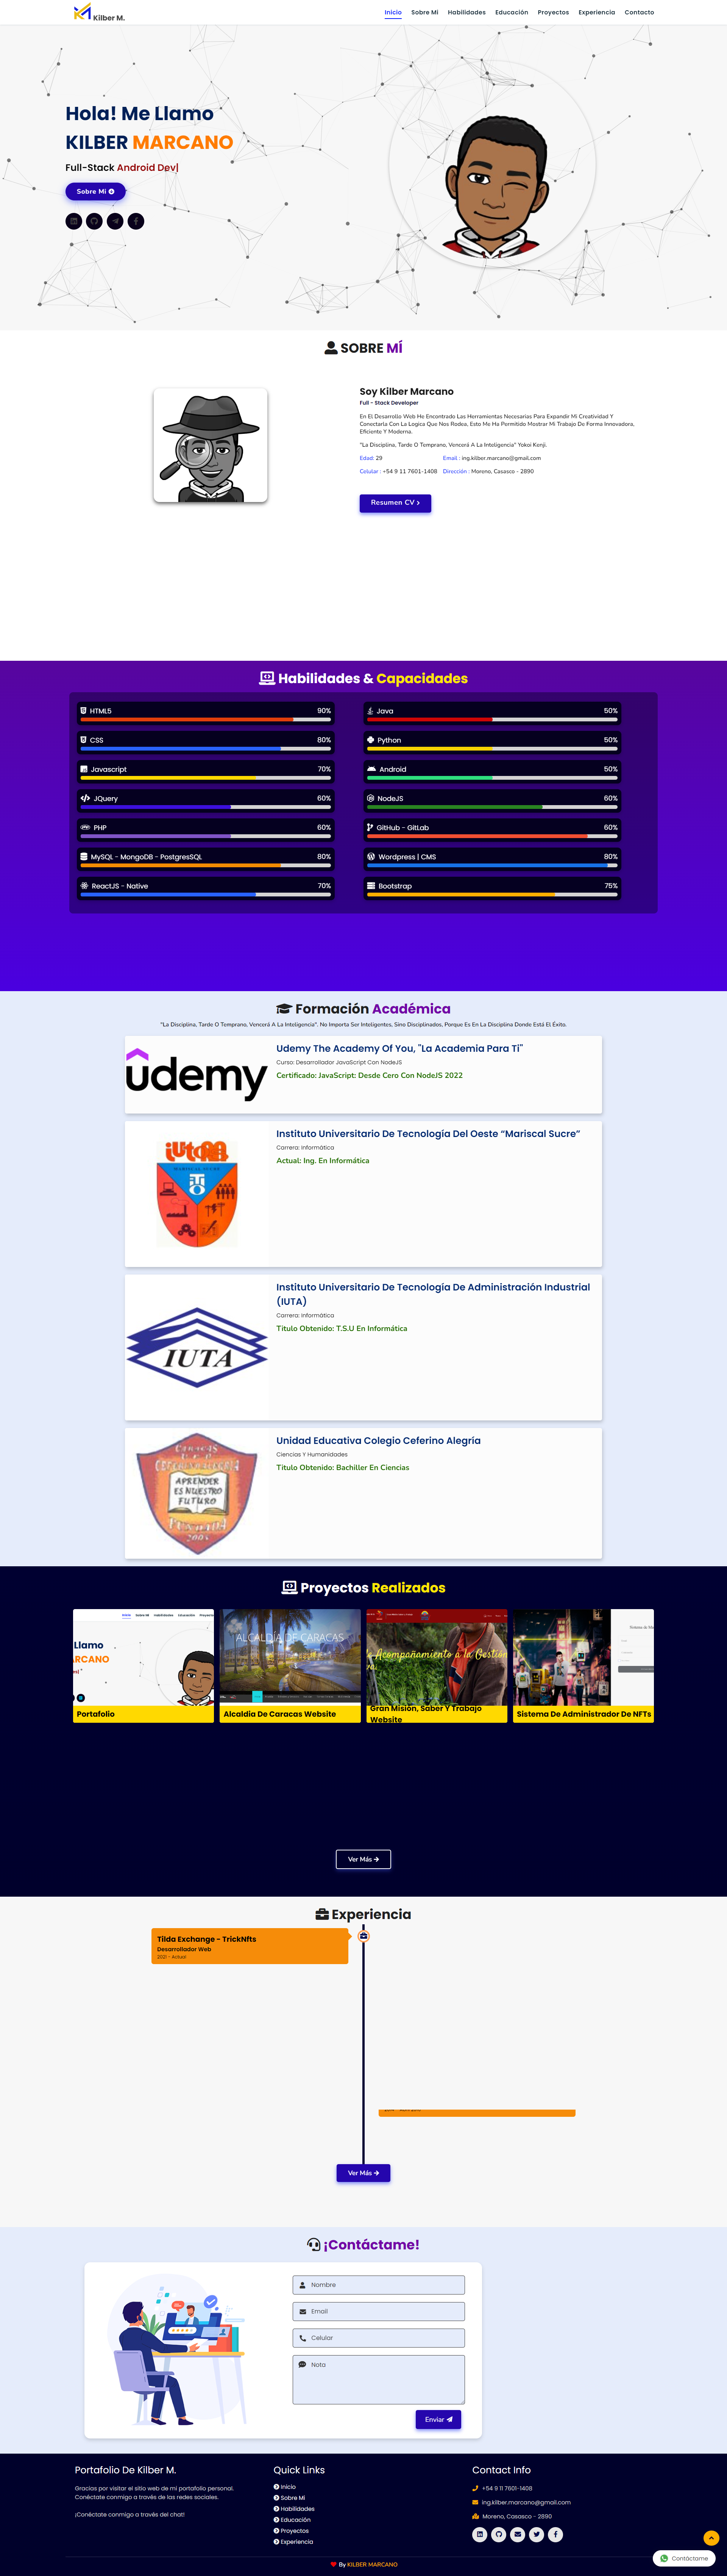 Kilber M.
Inicio Sobre Mi Habilidades Educación Proyectos Experiencia Contacto
Hola! Me Llamo
KILBER MARCANO
Full-Stack Android Dev|
Sobre Mi
SOBRE MÍ
Soy Kilber Marcano
Full - Stack Developer
En El Desarrollo Web He Encontrado Las Herramientas Necesarias Para Expandir Mi Creatividad Y
Conectarla Con La Logica Que Nos Rodea, Esto Me Ha Permitido Mostrar Mi Trabajo De Forma Innovadora,
Eficiente Y Moderna.
"La Disciplina, Tarde O Temprano, Vencerá A La Inteligencia" Yokoi Kenji.
Edad: 29 Email : ing.kilber.marcano@gmail.com
Celular : +54 9 11 7601-1408 Dirección : Moreno, Casasco - 2890
Resumen CV
Habilidades & Capacidades
HTML5 90% Java 50%
CSS 80% Python 50%
Javascript 70% Android 50%
JQuery 60% NodeJS 60%
PHP 60% GitHub - GitLab 60%
MySQL - MongoDB - PostgresSQL 80% Wordpress | CMS 80%
ReactJS - Native 70% Bootstrap 75%
Formación Académica
"La Disciplina, Tarde O Temprano, Vencerá A La Inteligencia". No Importa Ser Inteligentes, Sino Disciplinados, Porque Es En La Disciplina Donde Está El Éxito.
udemy
Udemy The Academy Of You, "La Academia Para Ti"
Curso: Desarrollador JavaScript Con NodeJS
Certificado: JavaScript: Desde Cero Con NodeJS 2022
Instituto Universitario De Tecnología Del Oeste “Mariscal Sucre”
Carrera: Informática
Actual: Ing. En Informática
IUTA
Instituto Universitario De Tecnología De Administración Industrial
(IUTA)
Carrera: Informática
Titulo Obtenido: T.S.U En Informática
APRENDER
ES NUESTRO
FUTURO
Unidad Educativa Colegio Ceferino Alegría
Ciencias Y Humanidades
Titulo Obtenido: Bachiller En Ciencias
Proyectos Realizados
Llamo
ARCANO
ALCALDÍA DE CARACAS
Acompañamiento a la Gestión
Portafolio
Alcaldia De Caracas Website
Gran Misión, Saber Y Trabajo
Website
Sistema De Administrador De NFTs
Ver Más
Experiencia
Tilda Exchange - TrickNfts
Desarrollador Web
2021 - Actual
Ver Más
¡Contáctame!
Nombre
Email
Celular
Nota
Enviar
Portafolio De Kilber M.
Gracias por visitar el sitio web de mi portafolio personal.
Conéctate conmigo a través de las redes sociales.
¡Conéctate conmigo a través del chat!
Quick Links
Inicio
Sobre Mi
Habilidades
Educación
Proyectos
Experiencia
Contact Info
+54 9 11 7601-1408
ing.kilber.marcano@gmail.com
Moreno, Casasco - 2890
Contáctame
By KILBER MARCANO